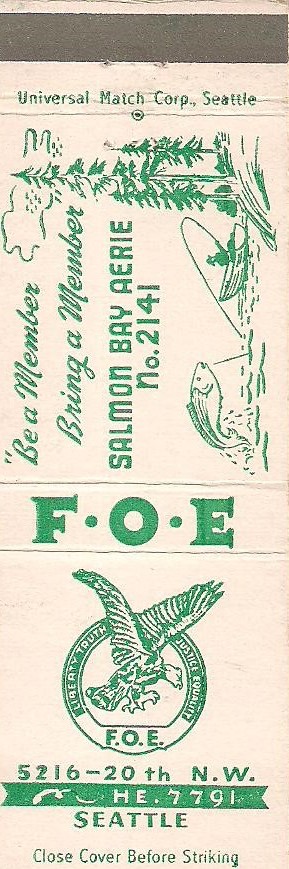 Universal Match Corp., Seattle
"Be a Member
Bring a Member"
SALMON BAY AERIE
No. 2141
F·O·E
LIBERTY TRUTH JUSTICE EQUALITY
F.O.E.
5216-20th N.W.
HE. 7791
SEATTLE
Close Cover Before Striking